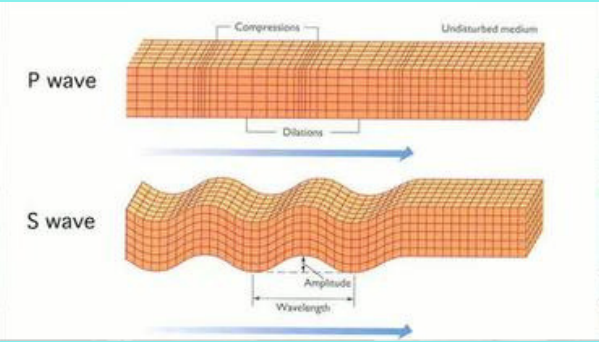 Compressions
Undisturbed medium
P wave
Dilations
S wave
Amplitude
Wavelength